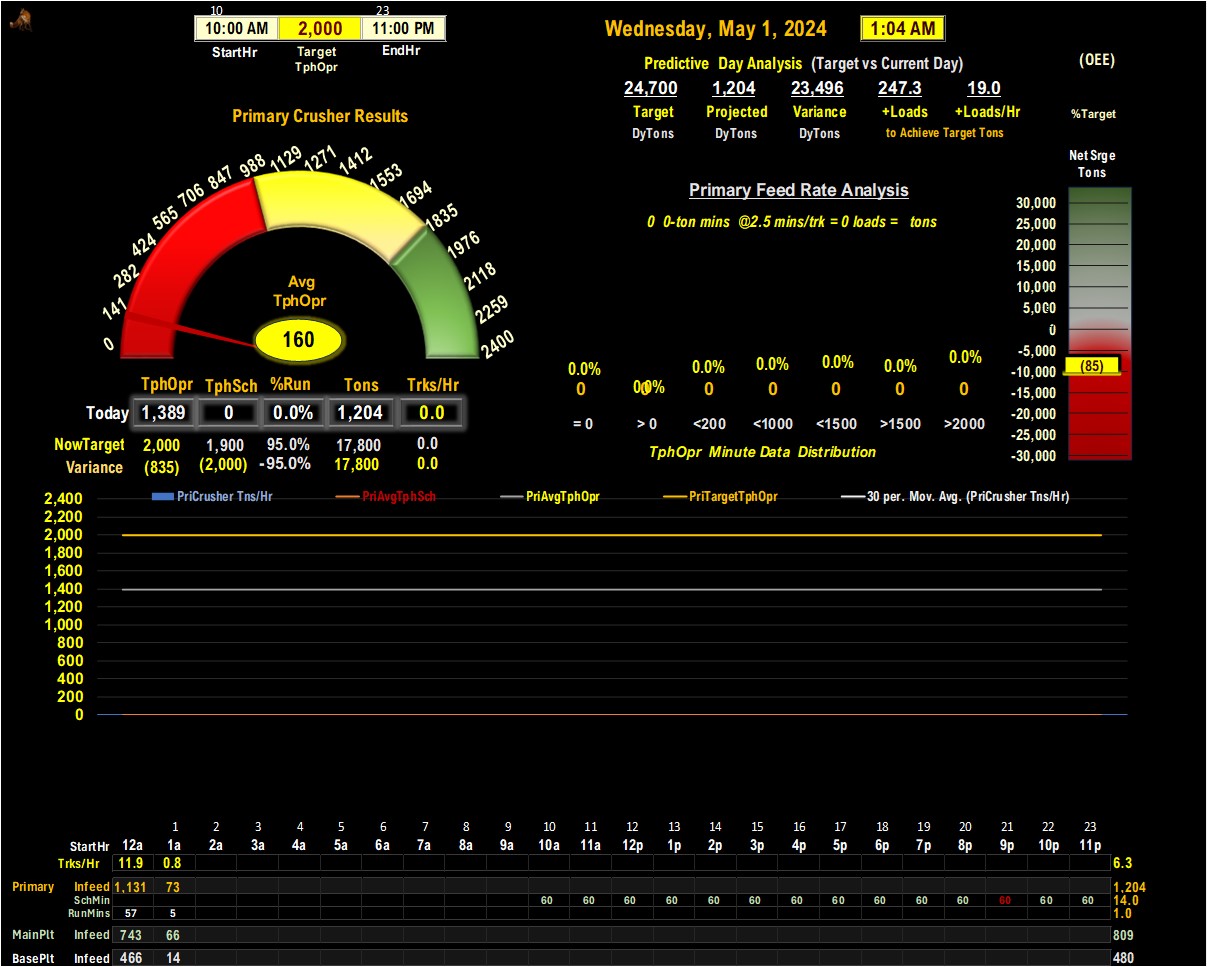 10 23
10:00 AM 2,000 11:00 PM
StartHr Target EndHr
TphOpr
Wednesday, May 1, 2024 1:04 AM
Predictive Day Analysis (Target vs Current Day)
24,700 1,204 23,496 247.3 19.0
Target Projected Variance +Loads +Loads/Hr
DyTons DyTons DyTons to Achieve Target Tons
(OEE)
%Target
Net Srge
Tons
30,000
25,000
20,000
15,000
10,000
5,000
0
-5,000
(85)
-10,000
-15,000
-20,000
-25,000
-30,000
Primary Crusher Results
0 141 282 424 565 706 847 988 1129 1271 1412 1553 1694 1835 1976 2118 2259 2400
Avg
TphOpr
160
Primary Feed Rate Analysis
0 0-ton mins @2.5 mins/trk = 0 loads = tons
0.0% 0.0% 0.0% 0.0% 0.0% 0.0% 0.0%
0 0 0 0 0 0 0
= 0 > 0 <200 <1000 <1500 >1500 >2000
TphOpr Minute Data Distribution
TphOpr TphSch %Run Tons Trks/Hr
Today 1,389 0 0.0% 1,204 0.0
NowTarget 2,000 1,900 95.0% 17,800 0.0
Variance (835) (2,000) -95.0% 17,800 0.0
PriCrusher Tns/Hr PriAvgTphSch PriAvgTphOpr PriTargetTphOpr 30 per. Mov. Avg. (PriCrusher Tns/Hr)
2,400
2,200
2,000
1,800
1,600
1,400
1,200
1,000
800
600
400
200
0
1 2 3 4 5 6 7 8 9 10 11 12 13 14 15 16 17 18 19 20 21 22 23
StartHr 12a 1a 2a 3a 4a 5a 6a 7a 8a 9a 10a 11a 12p 1p 2p 3p 4p 5p 6p 7p 8p 9p 10p 11p
Trks/Hr 11.9 0.8 6.3
Primary Infeed 1,131 73 1,204
SchMin 60 60 60 60 60 60 60 60 60 60 60 60 60 60 14.0
RunMins 57 5 1.0
MainPlt Infeed 743 66 809
BasePlt Infeed 466 14 480